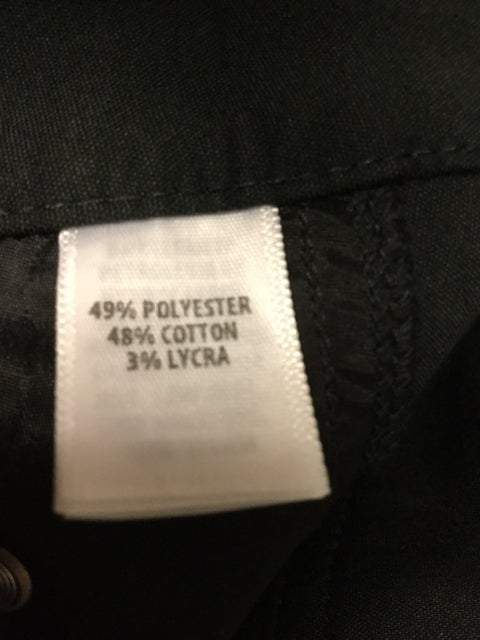 49% POLYESTER
48% COTTON
3% LYCRA